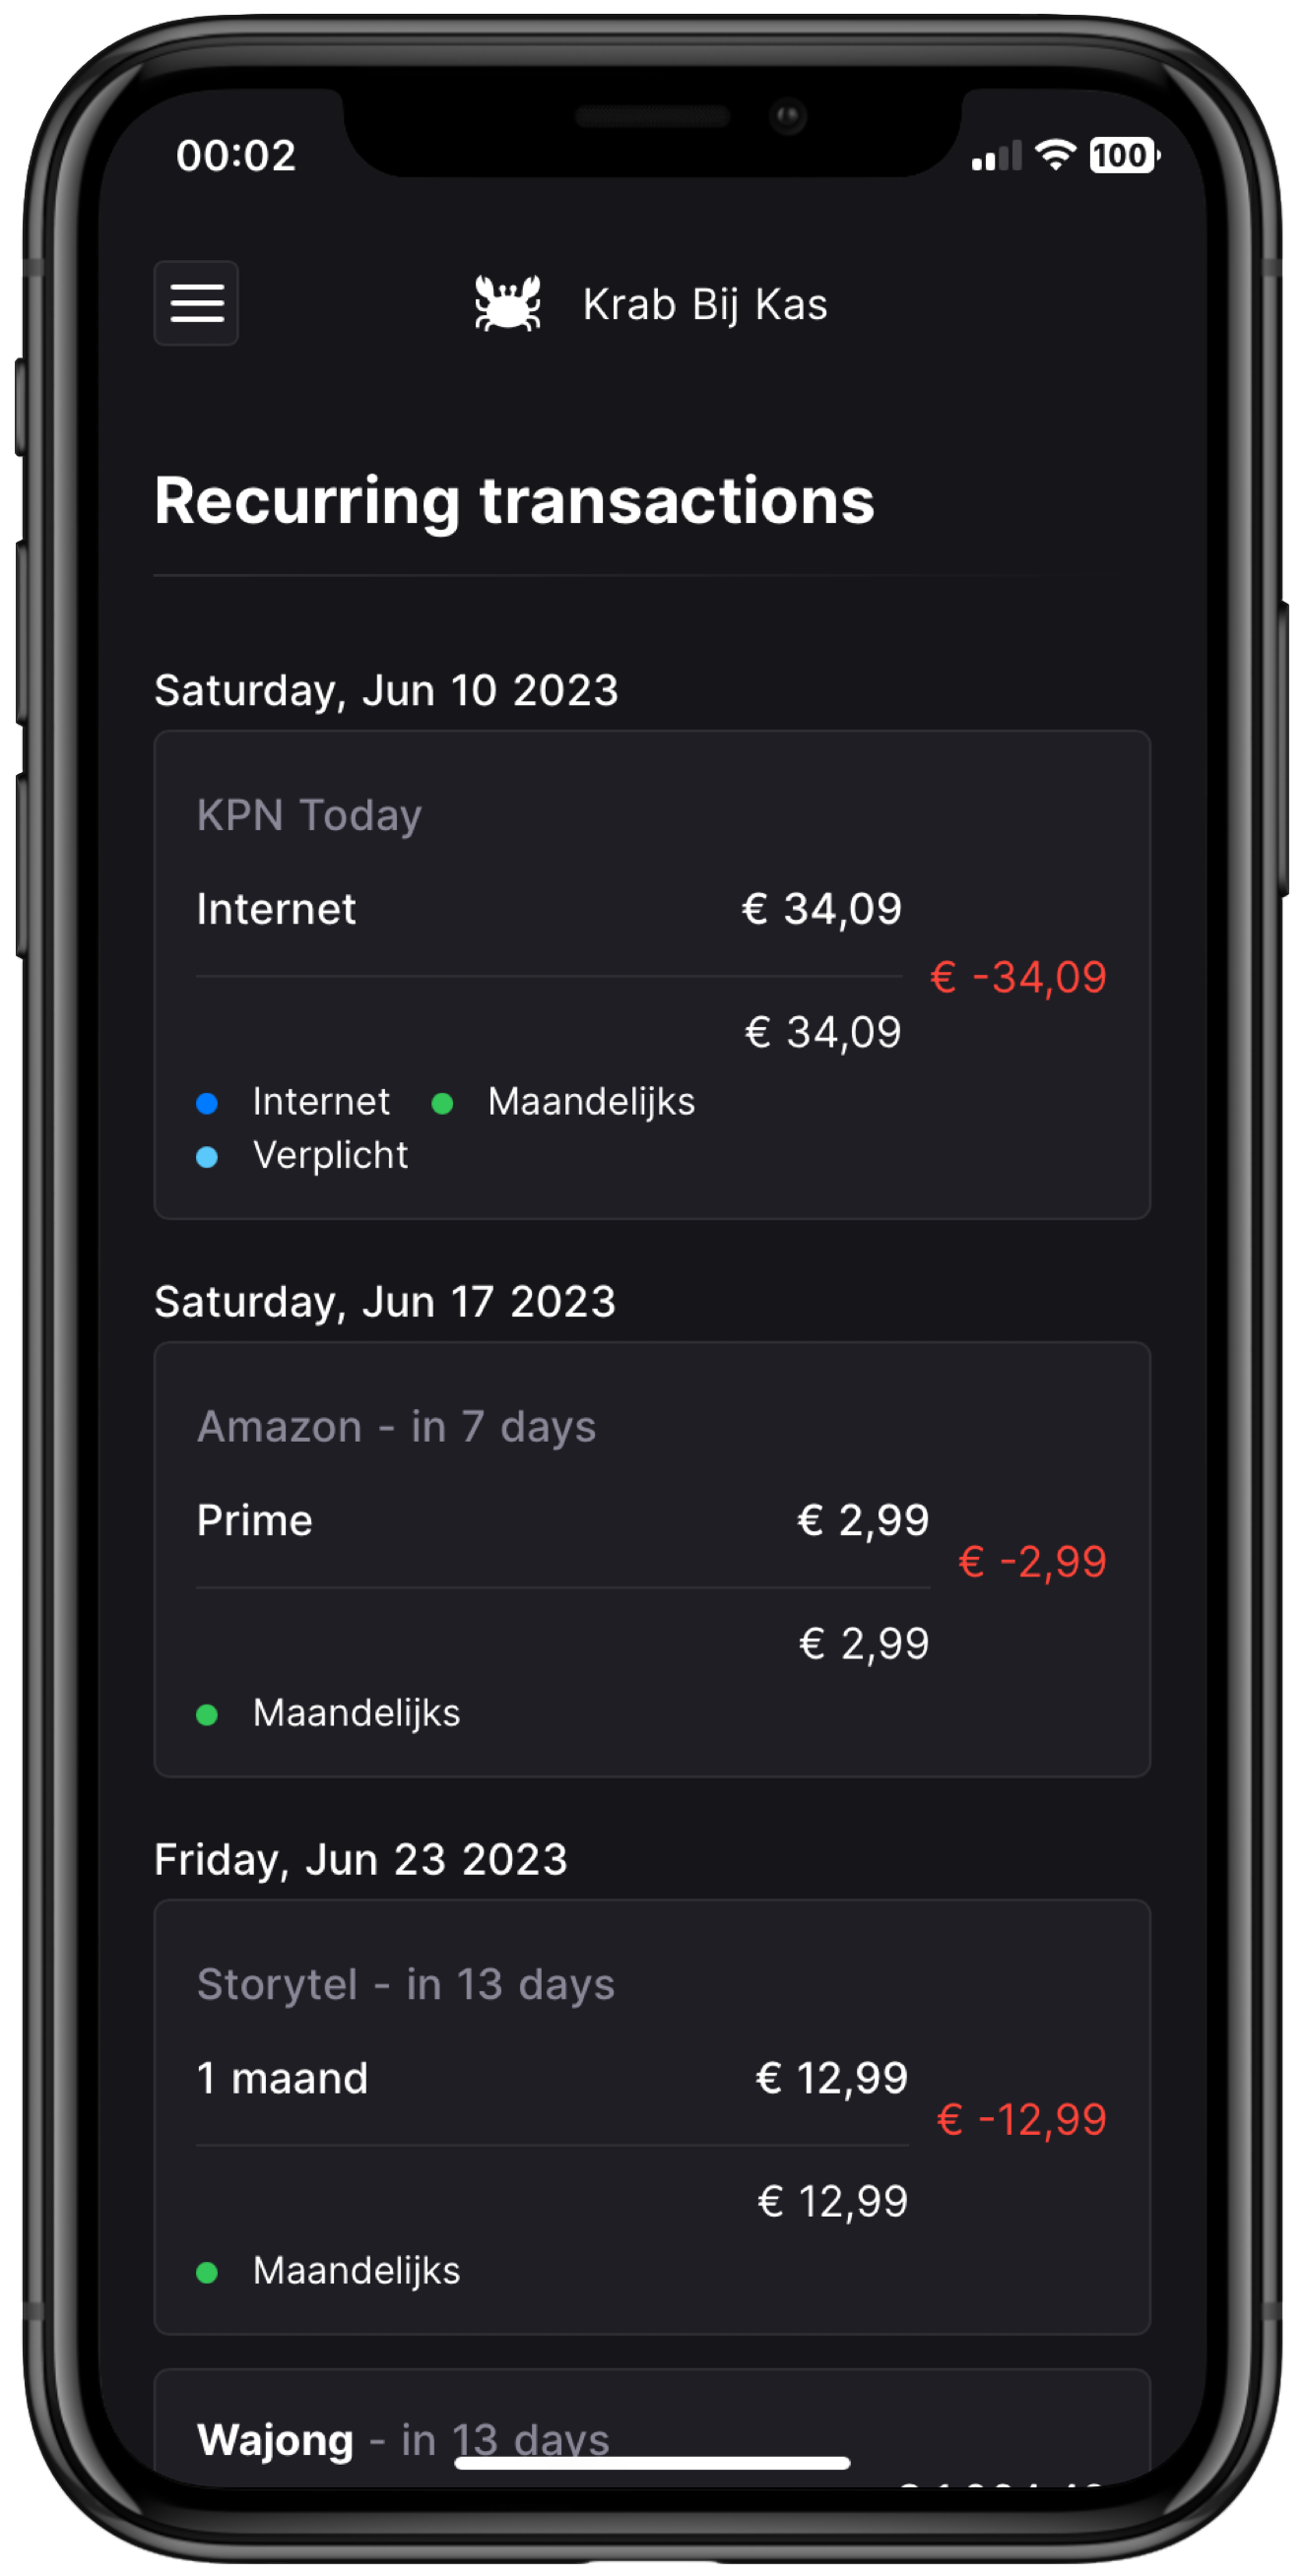 00:02
100
Krab Bij Kas
Recurring transactions
Saturday, Jun 10 2023
KPN Today
Internet € 34,09
€ -34,09
€ 34,09
Internet Maandelijks
Verplicht
Saturday, Jun 17 2023
Amazon - in 7 days
Prime € 2,99
€ -2,99
€ 2,99
Maandelijks
Friday, Jun 23 2023
Storytel - in 13 days
1 maand € 12,99
€ -12,99
€ 12,99
Maandelijks
Wajong - in 13 days